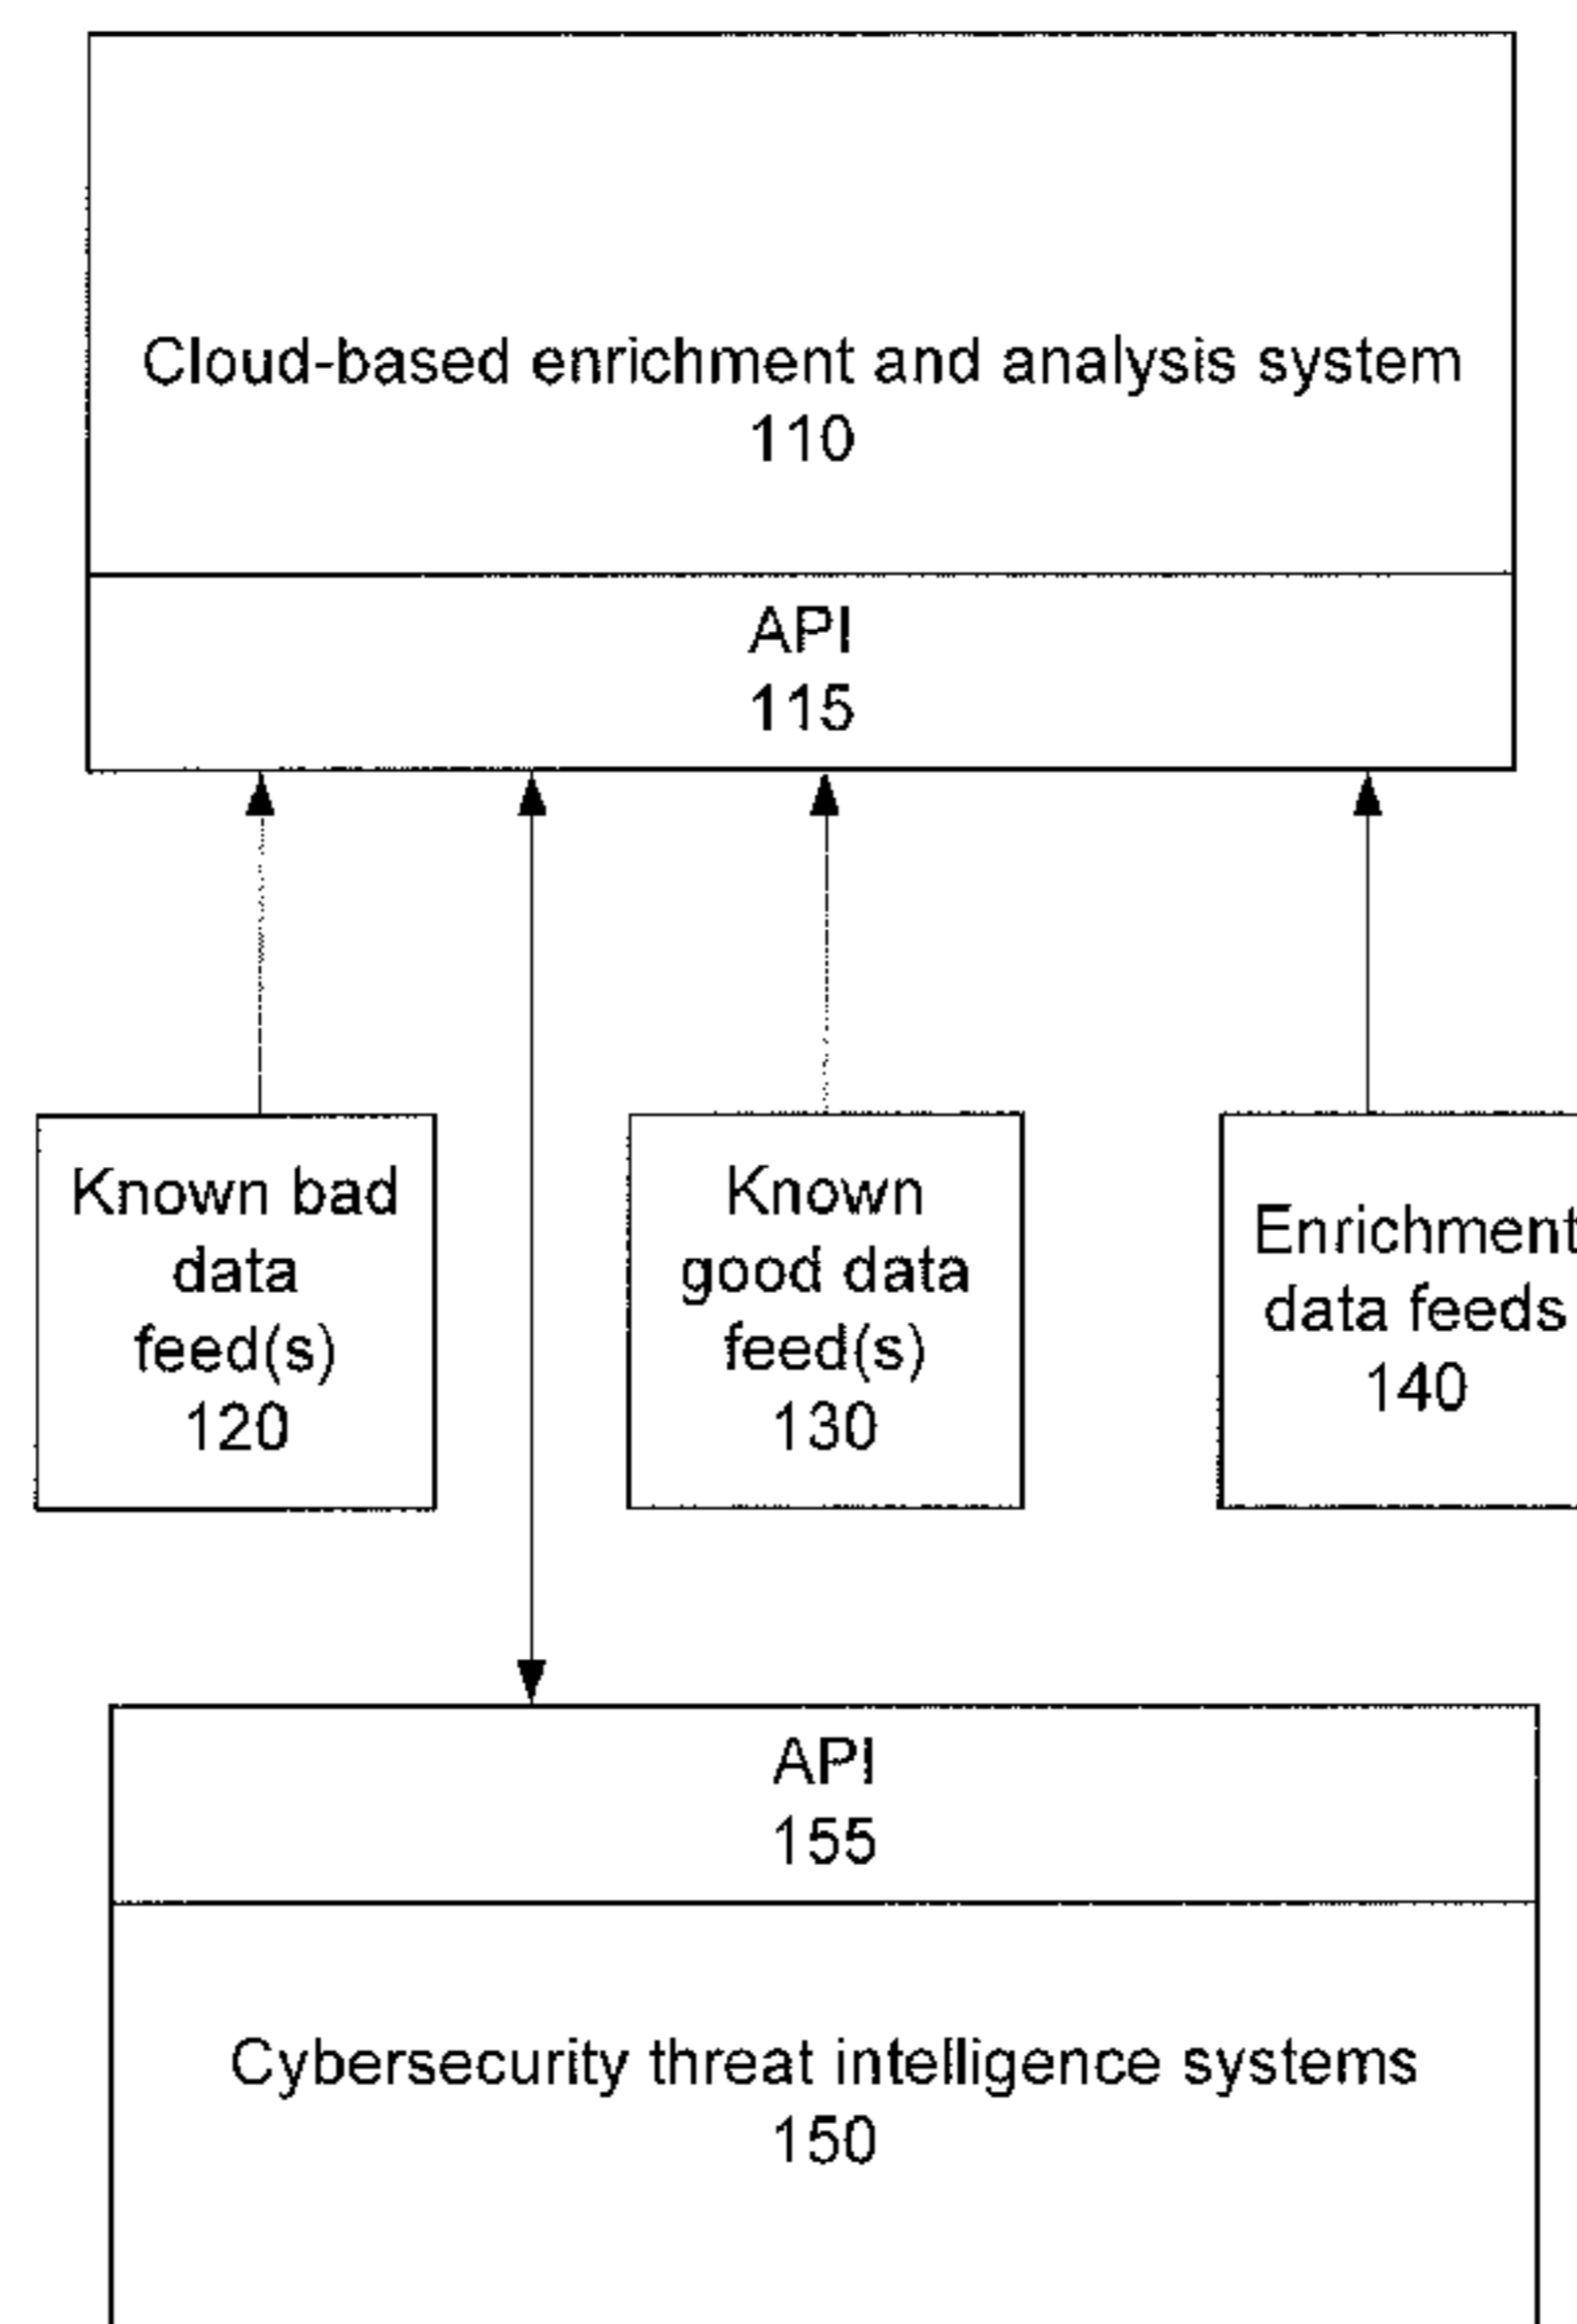 Cloud-based enrichment and analysis system
110
API
115
Known bad
data
feed(s)
120
Known
good data
feed(s)
130
Enrichment
data feeds
140
API
155
Cybersecurity threat intelligence systems
150